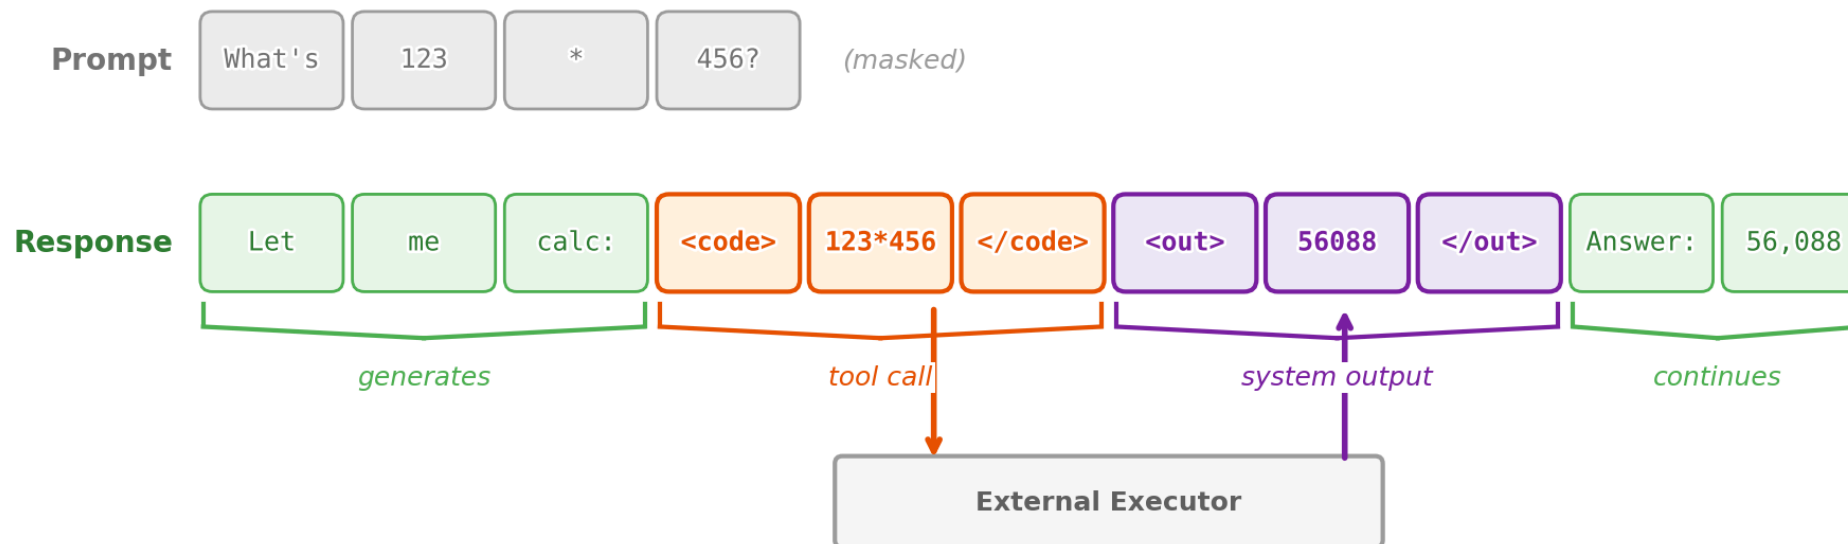 Prompt What's 123 * 456? (masked)
Response Let me calc: <code> 123*456 </code> <out> 56088 </out> Answer: 56,088
generates tool call system output continues
External Executor